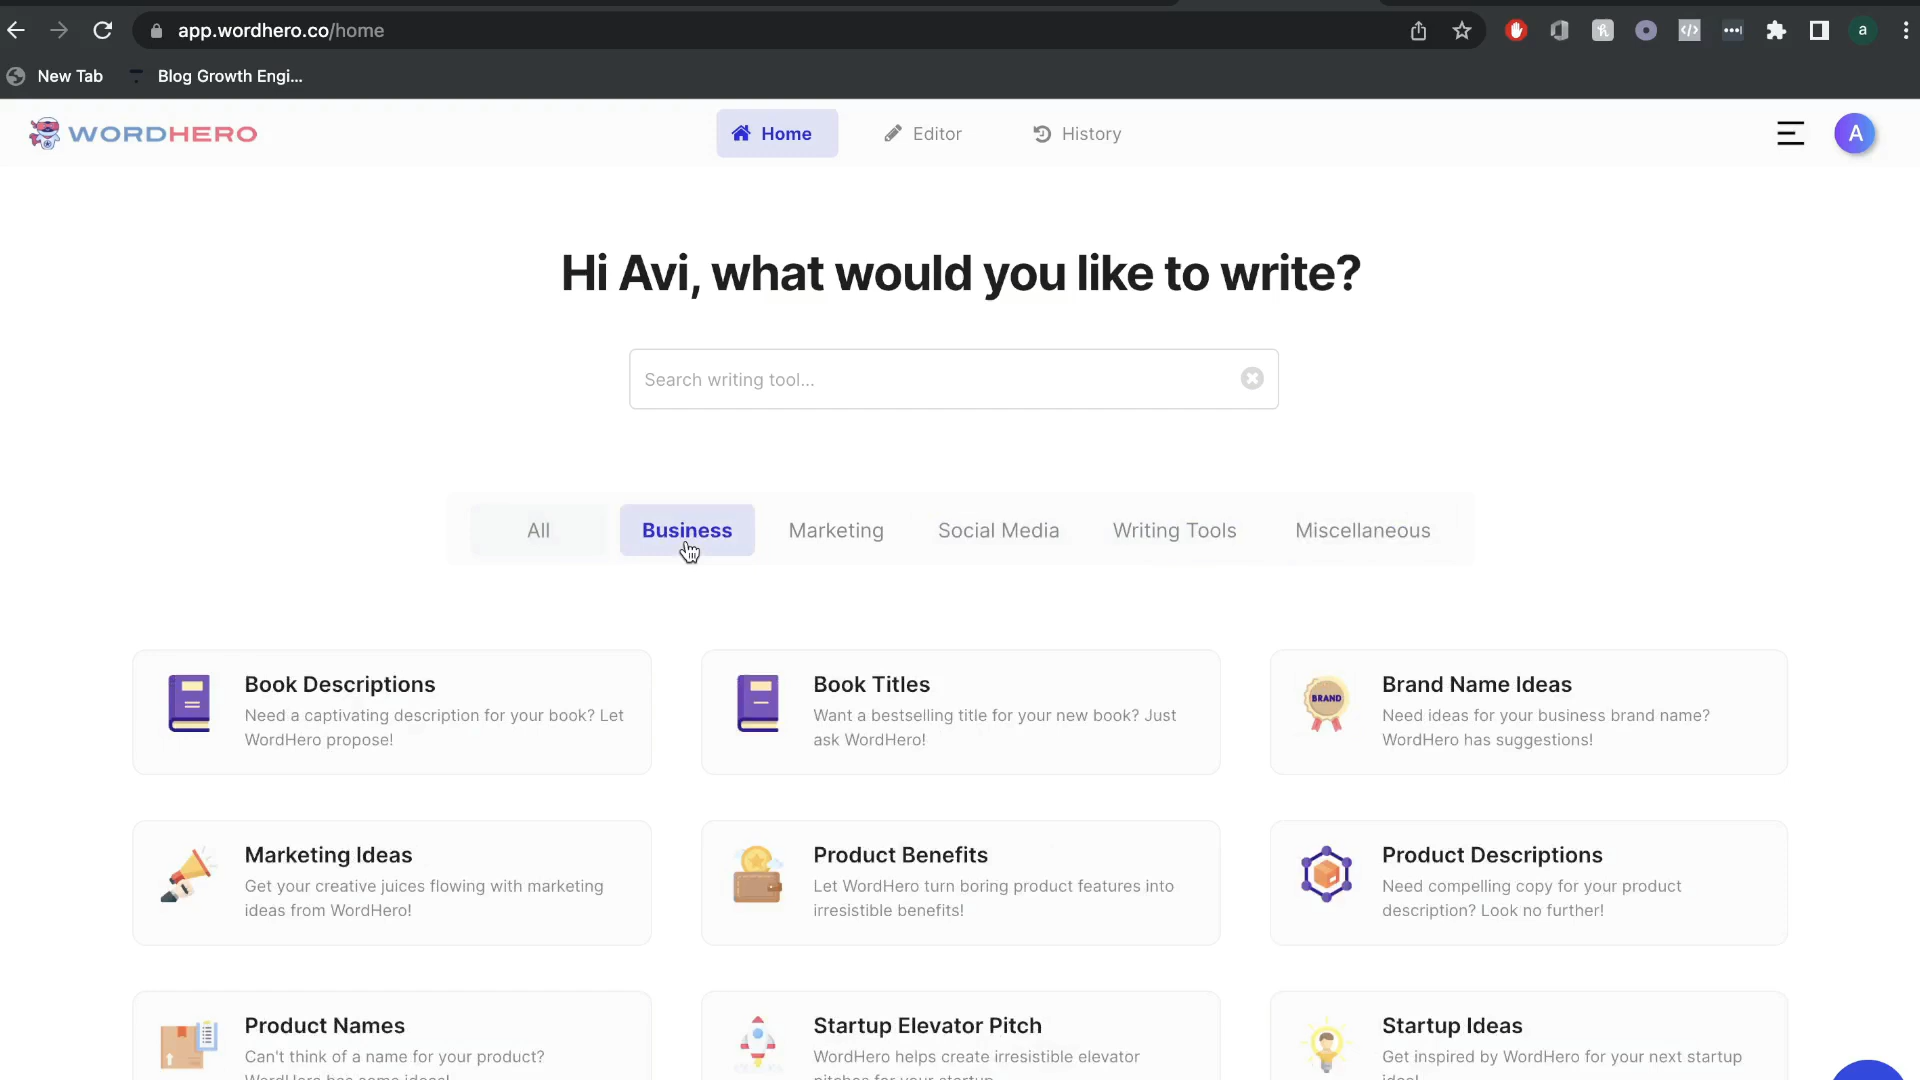 app.wordhero.co/home
a
New Tab
Blog Growth Engi...
WORDHERO
Home
Editor
History
A
Hi Avi, what would you like to write?
Search writing tool...
All
Business
Marketing
Social Media
Writing Tools
Miscellaneous
Book Descriptions
Need a captivating description for your book? Let
WordHero propose!
Book Titles
Want a bestselling title for your new book? Just
ask WordHero!
BRAND
Brand Name Ideas
Need ideas for your business brand name?
WordHero has suggestions!
Marketing Ideas
Get your creative juices flowing with marketing
ideas from WordHero!
Product Benefits
Let WordHero turn boring product features into
irresistible benefits!
Product Descriptions
Need compelling copy for your product
description? Look no further!
Product Names
Can't think of a name for your product?
WordHero has some ideas!
Startup Elevator Pitch
WordHero helps create irresistible elevator
pitches for your startup
Startup Ideas
Get inspired by WordHero for your next startup
idea!